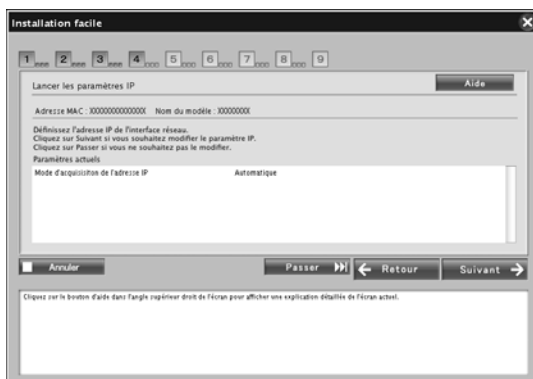 Installation facile
1 2 3 4 5 6 7 8 9
Lancer les paramètres IP
Aide
Adresse MAC : XXXXXXXXXXXXXX Nom du modèle : XXXXXXXX
Définissez l'adresse IP de l'interface réseau.
Cliquez sur Suivant si vous souhaitez modifier le paramètre IP.
Cliquez sur Passer si vous ne souhaitez pas le modifier.
Paramètres actuels
Mode d'acquisiiton de l'adresse IP Automatique
Annuler Passer Retour Suivant
Cliquez sur le bouton d'aide dans l'angle supérieur droit de l'écran pour afficher une explication détaillée de l'écran actuel.